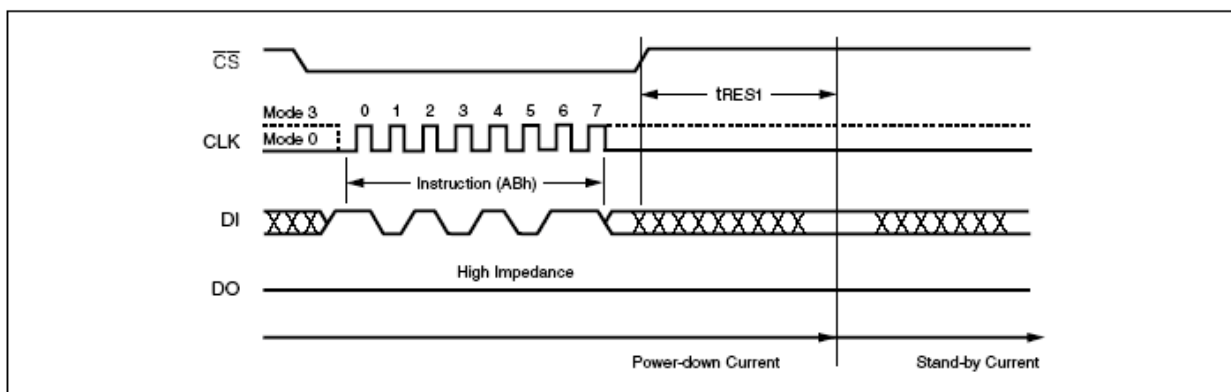 CS
tRES1
Mode 3 0 1 2 3 4 5 6 7
CLK Mode 0
Instruction (ABh)
DI
High Impedance
DO
Power-down Current Stand-by Current